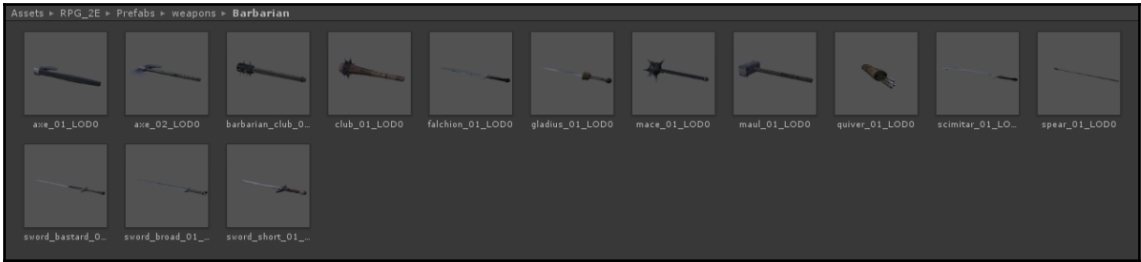 Assets ▸ RPG_2E ▸ Prefabs ▸ weapons ▸ Barbarian
axe_01_LOD0 axe_02_LOD0 barbarian_club_0... club_01_LOD0 falchion_01_LOD0 gladius_01_LOD0 mace_01_LOD0 maul_01_LOD0 quiver_01_LOD0 scimitar_01_LO... spear_01_LOD0
sword_bastard_0... sword_broad_01_... sword_short_01_...